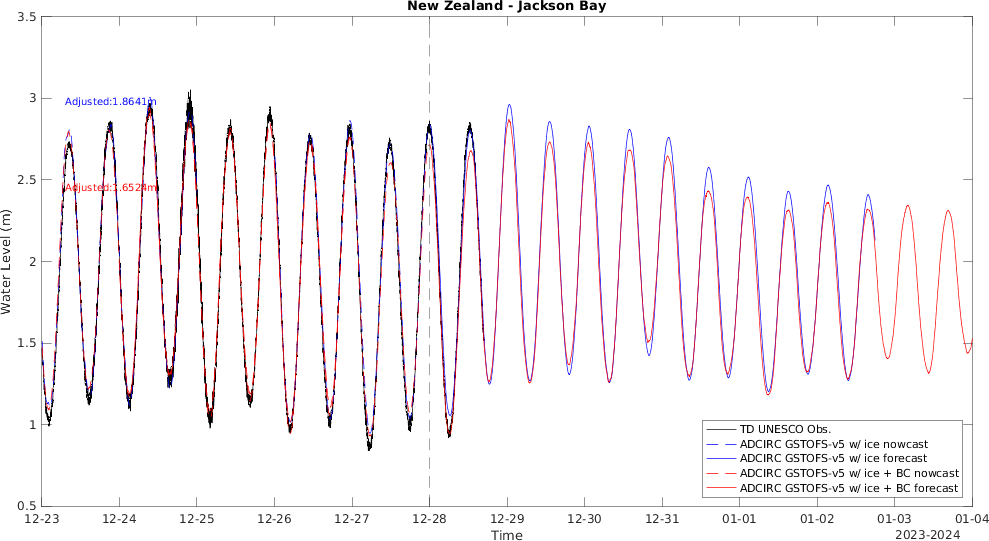 New Zealand - Jackson Bay
3.5
3
2.5
2
1.5
1
0.5
Water Level (m)
Adjusted:1.8641m
Adjusted:1.6524m
TD UNESCO Obs.
ADCIRC GSTOFS-v5 w/ ice nowcast
ADCIRC GSTOFS-v5 w/ ice forecast
ADCIRC GSTOFS-v5 w/ ice + BC nowcast
ADCIRC GSTOFS-v5 w/ ice + BC forecast
12-23 12-24 12-25 12-26 12-27 12-28 12-29 12-30 12-31 01-01 01-02 01-03 01-04
Time
2023-2024